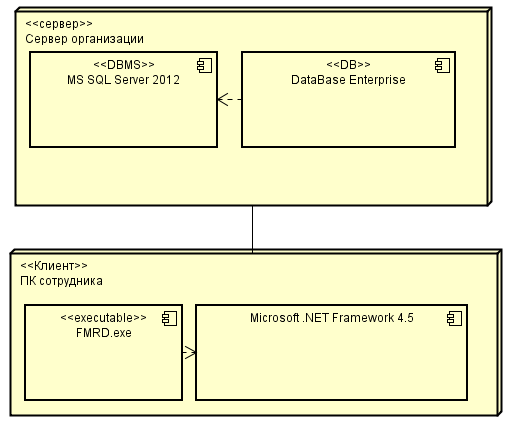 <<сервер>>
Сервер организации
<<DBMS>>
MS SQL Server 2012
<<DB>>
DataBase Enterprise
<<Клиент>>
ПК сотрудника
<<executable>>
FMRD.exe
Microsoft .NET Framework 4.5